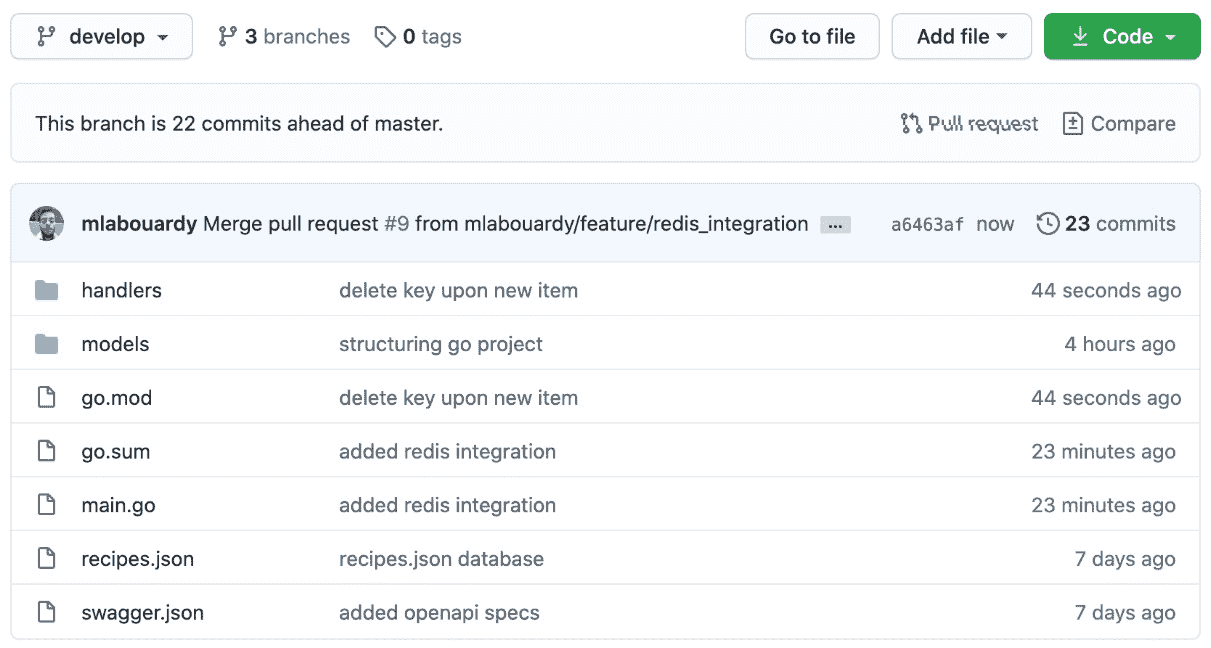 develop 3 branches 0 tags Go to file Add file Code
This branch is 22 commits ahead of master. Pull request Compare
mlabouardy Merge pull request #9 from mlabouardy/feature/redis_integration ... a6463af now 23 commits
handlers delete key upon new item 44 seconds ago
models structuring go project 4 hours ago
go.mod delete key upon new item 44 seconds ago
go.sum added redis integration 23 minutes ago
main.go added redis integration 23 minutes ago
recipes.json recipes.json database 7 days ago
swagger.json added openapi specs 7 days ago